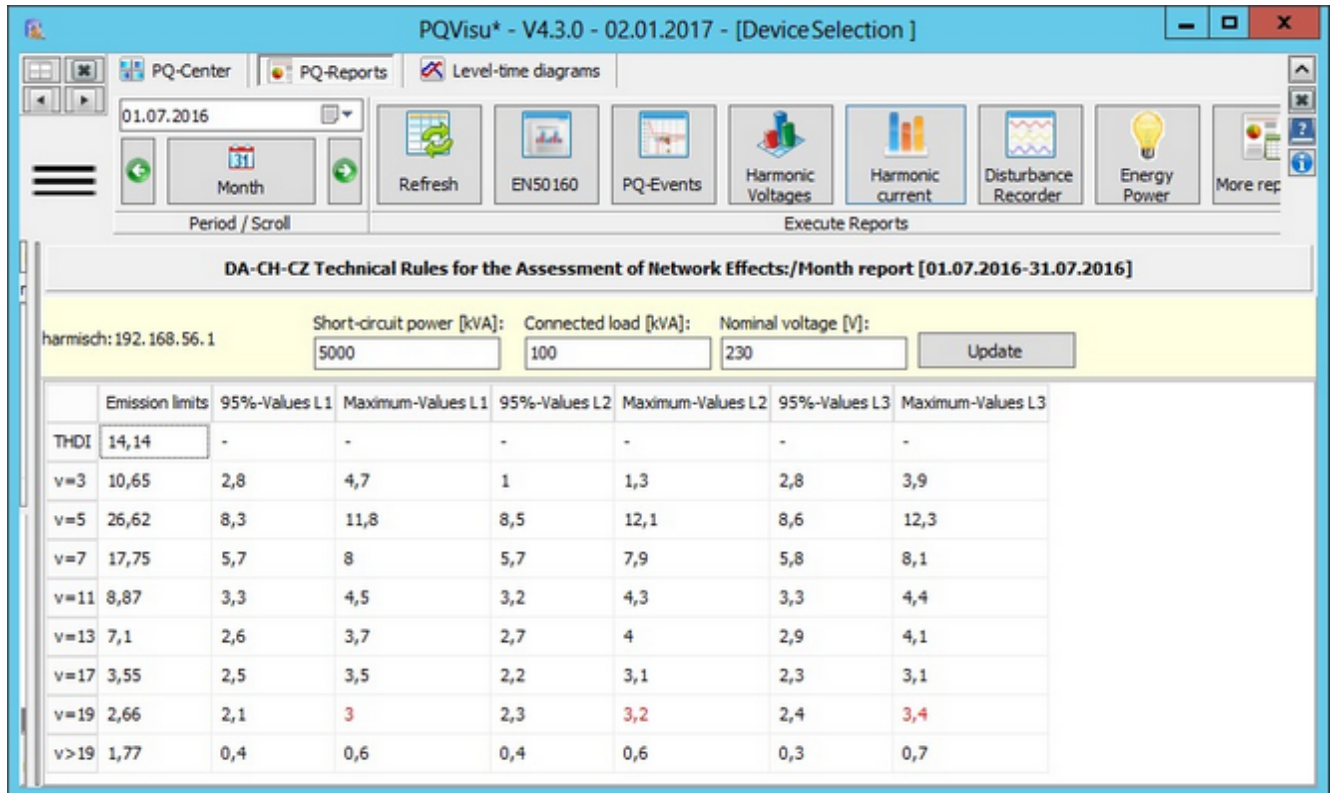 PQVisu* - V4.3.0 - 02.01.2017 - [DeviceSelection ]
PQ-Center PQ-Reports Level-time diagrams
01.07.2016
31
Month
Refresh
EN50160
PQ-Events
Harmonic Voltages
Harmonic current
Disturbance Recorder
Energy Power
More rep
Period / Scroll
Execute Reports
DA-CH-CZ Technical Rules for the Assessment of Network Effects:/Month report [01.07.2016-31.07.2016]
harmisch:192.168.56.1
Short-circuit power [kVA]: Connected load [kVA]: Nominal voltage [V]:
5000 100 230 Update
Emission limits 95%-Values L1 Maximum-Values L1 95%-Values L2 Maximum-Values L2 95%-Values L3 Maximum-Values L3
THDI 14,14 - - - - - -
v=3 10,65 2,8 4,7 1 1,3 2,8 3,9
v=5 26,62 8,3 11,8 8,5 12,1 8,6 12,3
v=7 17,75 5,7 8 5,7 7,9 5,8 8,1
v=11 8,87 3,3 4,5 3,2 4,3 3,3 4,4
v=13 7,1 2,6 3,7 2,7 4 2,9 4,1
v=17 3,55 2,5 3,5 2,2 3,1 2,3 3,1
v=19 2,66 2,1 3 2,3 3,2 2,4 3,4
v>19 1,77 0,4 0,6 0,4 0,6 0,3 0,7